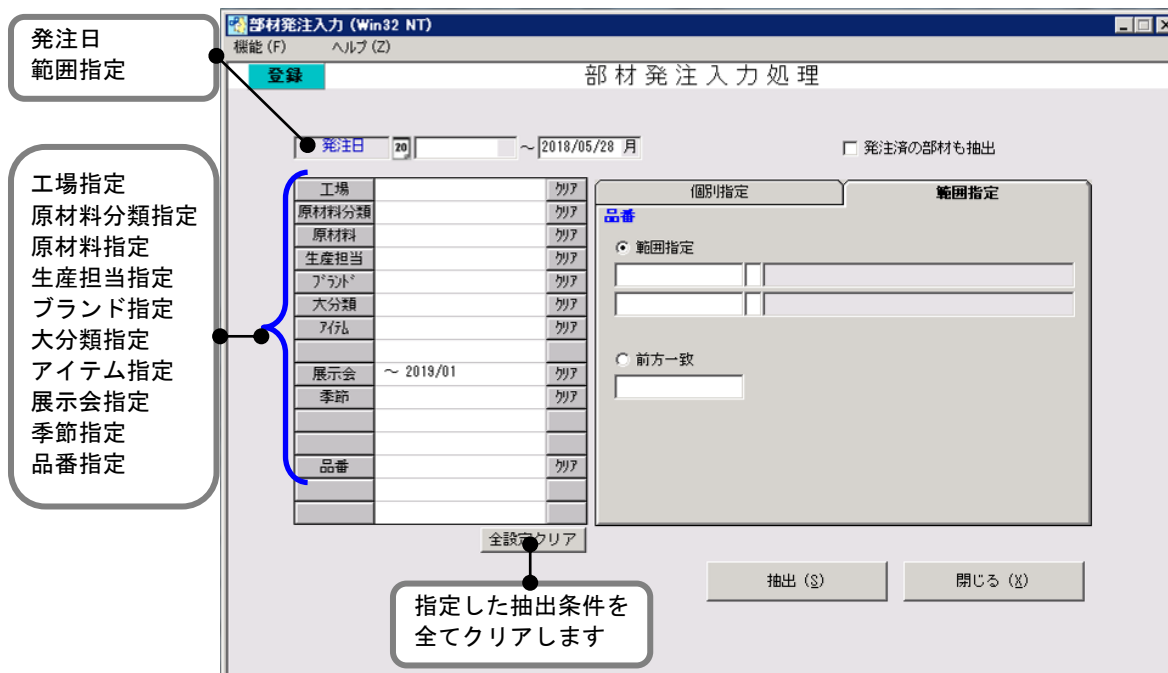 発注日
範囲指定
工場指定
原材料分類指定
原材料指定
生産担当指定
ブランド指定
大分類指定
アイテム指定
展示会指定
季節指定
品番指定
部材発注入力 (Win32 NT)
機能(F) ヘルプ(Z)
登録
部材発注入力処理
発注日 20 ～ 2018/05/28 月
発注済の部材も抽出
工場 クリア
原材料分類 クリア
原材料 クリア
生産担当 クリア
ブランド クリア
大分類 クリア
アイテム クリア
展示会 ～ 2019/01 クリア
季節 クリア
品番 クリア
全設定クリア
個別指定 範囲指定
品番
範囲指定
前方一致
抽出 (S) 閉じる (X)
指定した抽出条件を
全てクリアします